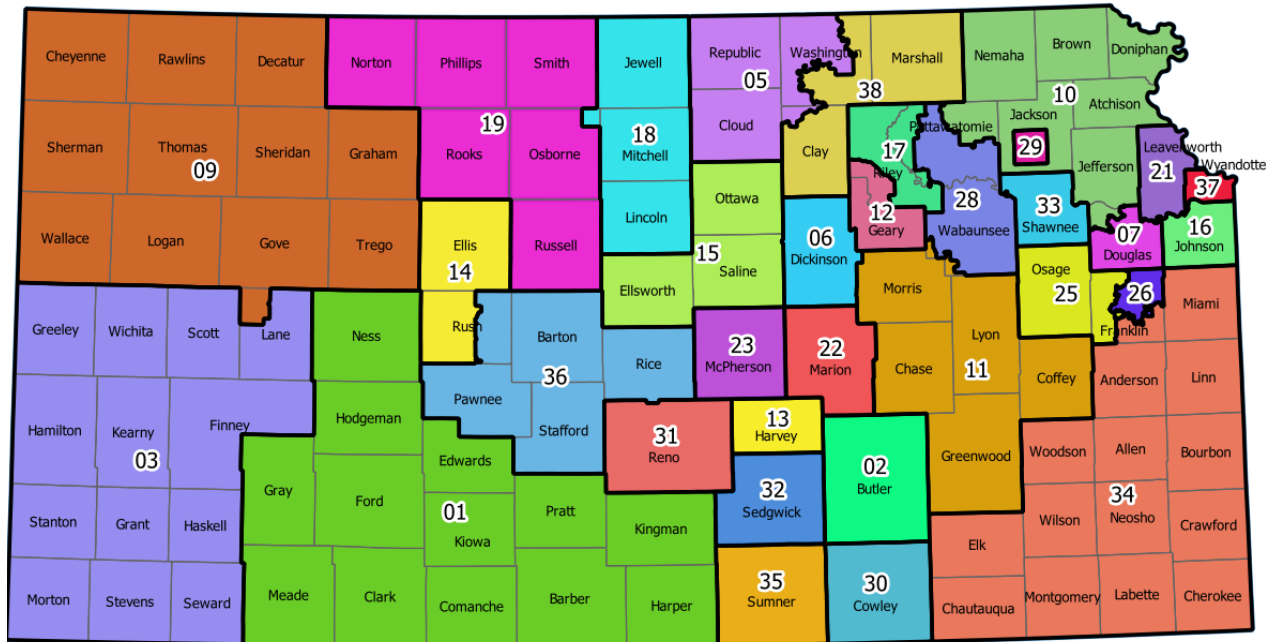 Cheyenne Rawlins Decatur Norton Phillips Smith Jewell Republic Washington Marshall Nemaha Brown Doniphan
05 38 10
Sherman Thomas Sheridan Graham Rooks Osborne Mitchell Cloud Clay Pottawatomie Jackson Atchison
09 19 18 17 29 Jefferson Leavenworth Wyandotte
Riley 21 37
Wallace Logan Gove Trego Ellis Russell Lincoln Ottawa
14 15 Saline 06 Dickinson 12 Geary 28 Wabaunsee 33 Shawnee 07 Douglas 16 Johnson
Ellsworth Morris Osage 25 26 Franklin Miami
Greeley Wichita Scott Lane Ness Rush Barton Rice 23 McPherson 22 Marion Chase Lyon 11 Coffey Anderson Linn
36
Pawnee Stafford
Hamilton Kearny Finney Hodgeman Edwards 31 Reno 13 Harvey 02 Butler Greenwood Woodson Allen Bourbon
03
Gray Ford 01 Kiowa Pratt Kingman 32 Sedgwick Wilson 34 Neosho Crawford
Stanton Grant Haskell Elk
Morton Stevens Seward Meade Clark Comanche Barber Harper 35 Sumner 30 Cowley Chautauqua Montgomery Labette Cherokee